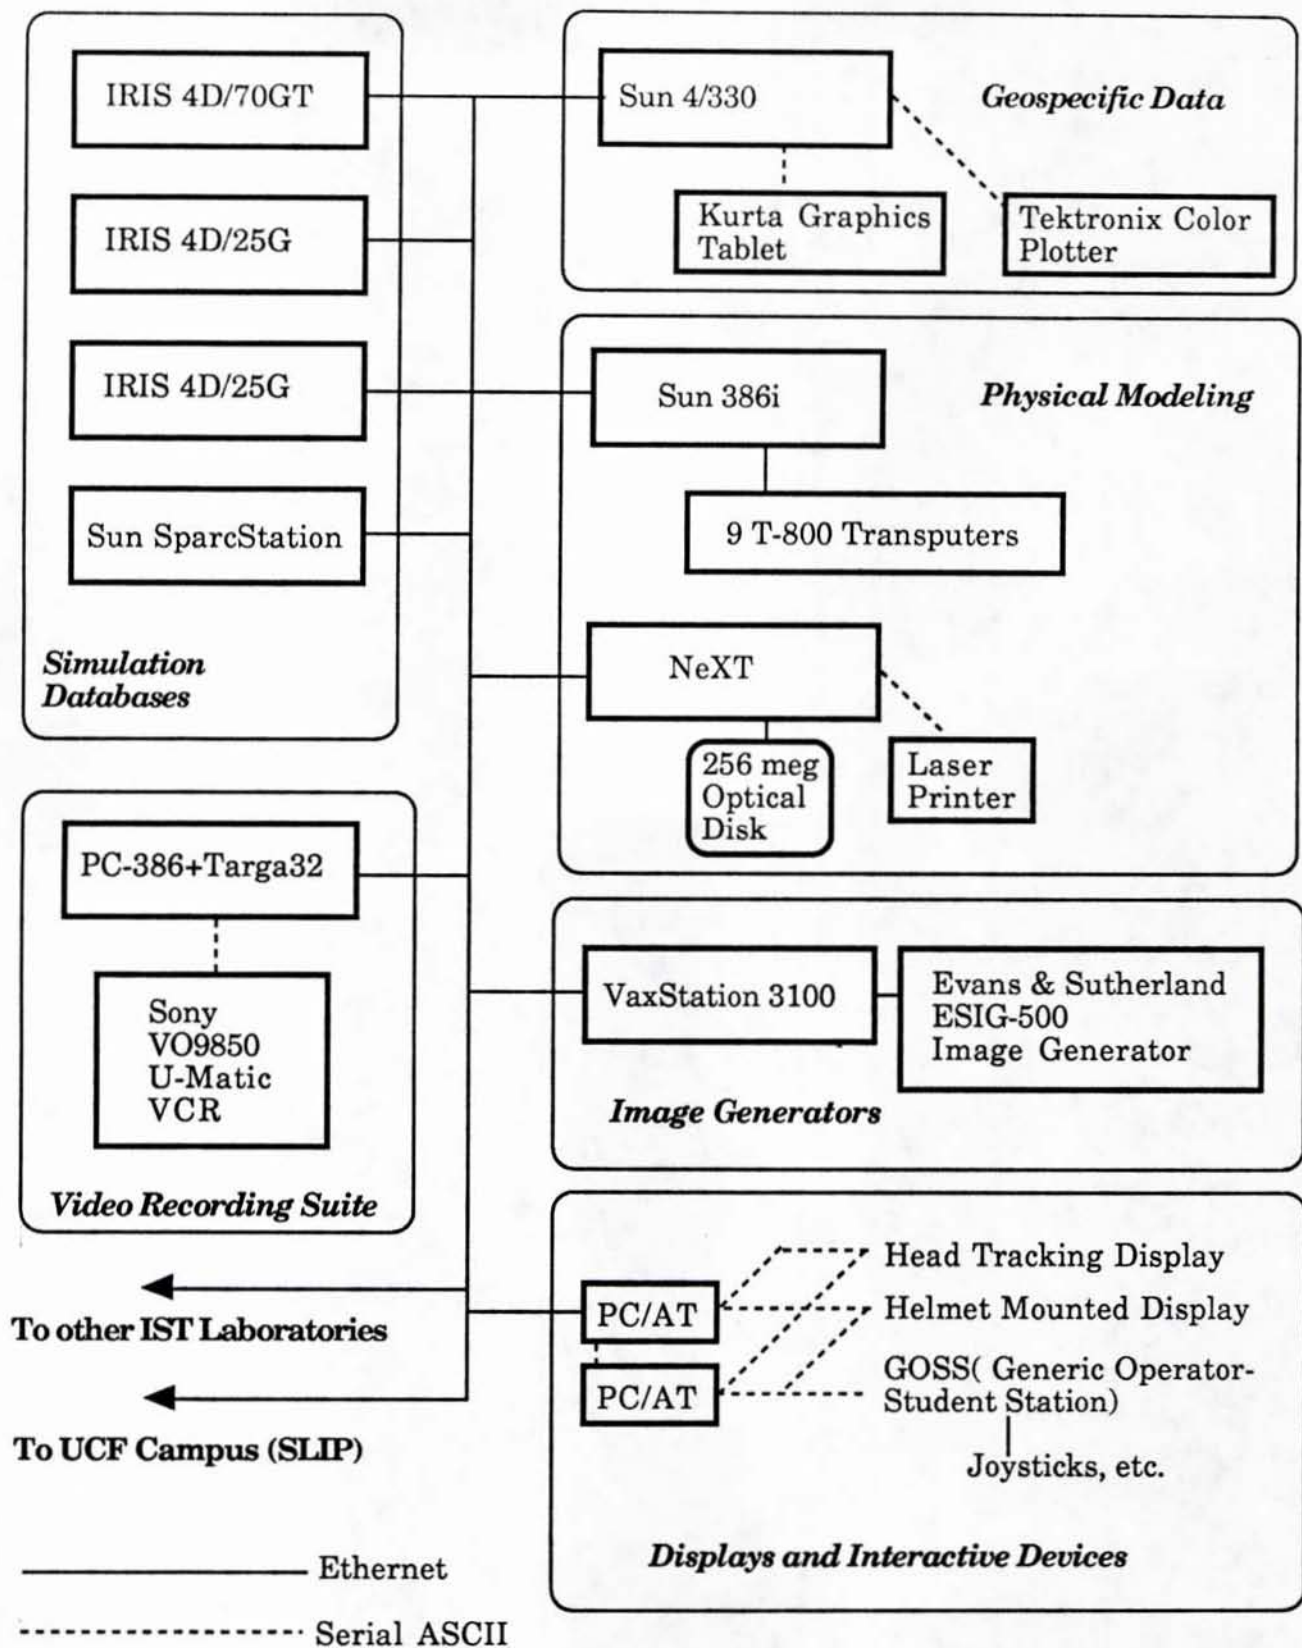 IRIS 4D/70GT
IRIS 4D/25G
IRIS 4D/25G
Sun SparcStation
Simulation
Databases
Sun 4/330
Geospecific Data
Kurta Graphics
Tablet
Tektronix Color
Plotter
Sun 386i
Physical Modeling
9 T-800 Transputers
NeXT
256 meg
Optical
Disk
Laser
Printer
PC-386+Targa32
Sony
VO9850
U-Matic
VCR
Video Recording Suite
VaxStation 3100
Evans & Sutherland
ESIG-500
Image Generator
Image Generators
To other IST Laboratories
To UCF Campus (SLIP)
PC/AT
PC/AT
Head Tracking Display
Helmet Mounted Display
GOSS( Generic Operator-
Student Station)
Joysticks, etc.
Displays and Interactive Devices
Ethernet
Serial ASCII